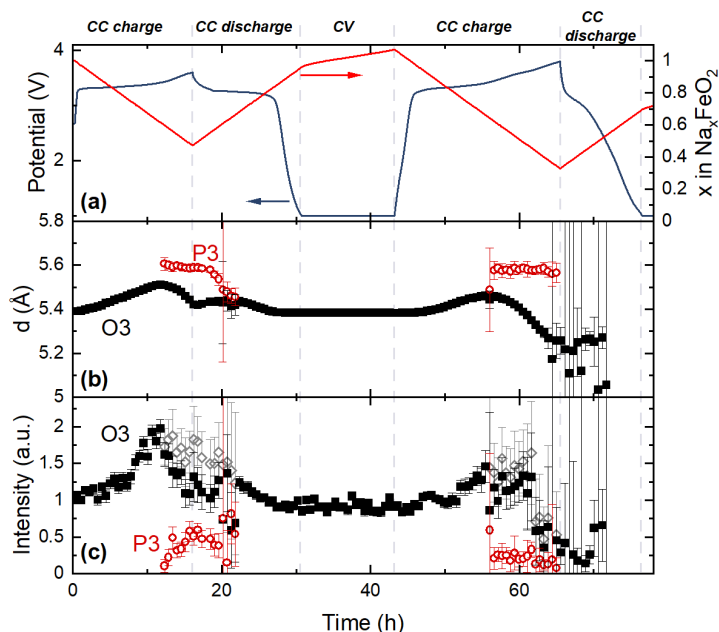 CC charge CC discharge CV CC charge CC
discharge
4
2
Potential (V)
(a)
1
0.8
0.6
0.4
0.2
0
x in NaₓFeO₂
5.8
5.6
5.4
5.2
5
d (Å)
P3
O3
(b)
2
1.5
1
0.5
0
Intensity (a.u.)
O3
P3
(c)
0 20 40 60
Time (h)